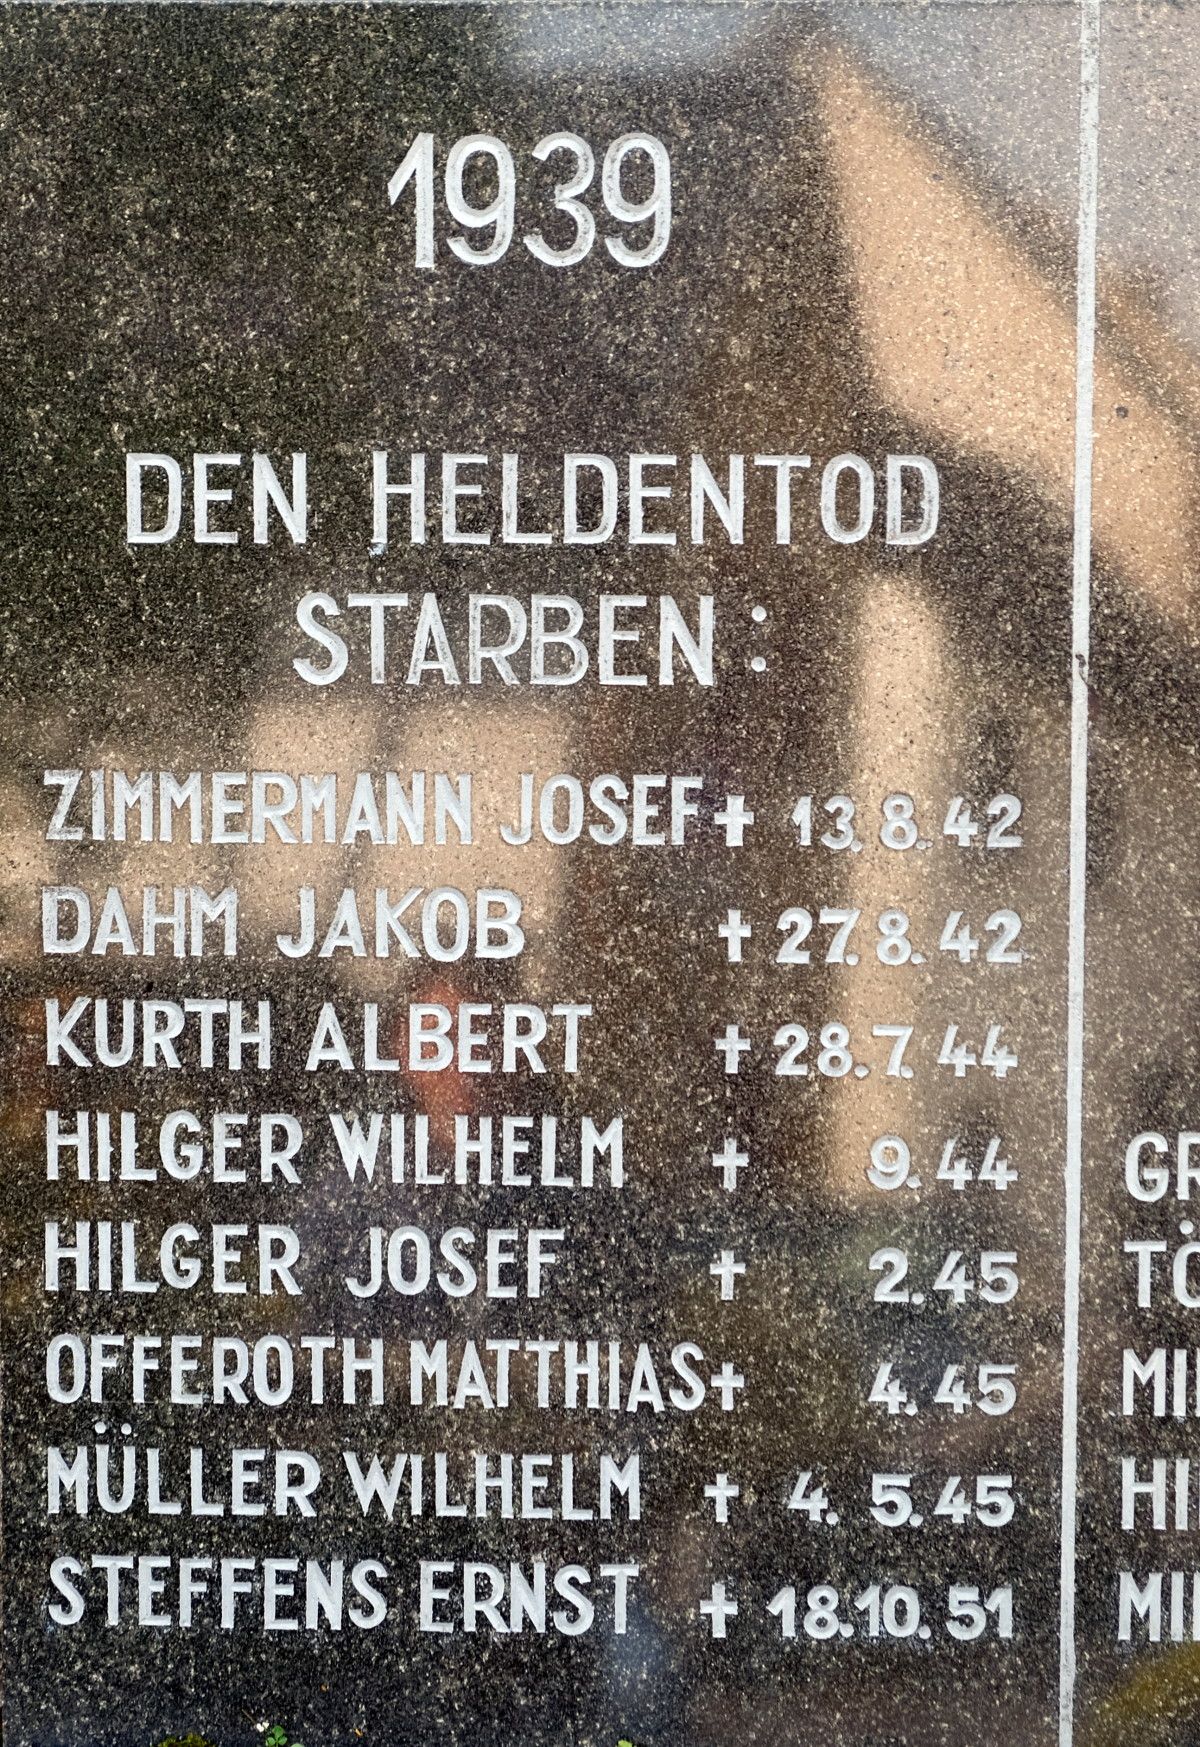 1939
DEN HELDENTOD
STARBEN :
ZIMMERMANN JOSEF + 13. 8. 42
DAHM JAKOB + 27. 8. 42
KURTH ALBERT + 28. 7. 44
HILGER WILHELM + 9. 44
HILGER JOSEF + 2. 45
OFFEROTH MATTHIAS + 4. 45
MÜLLER WILHELM + 4. 5. 45
STEFFENS ERNST + 18. 10. 51